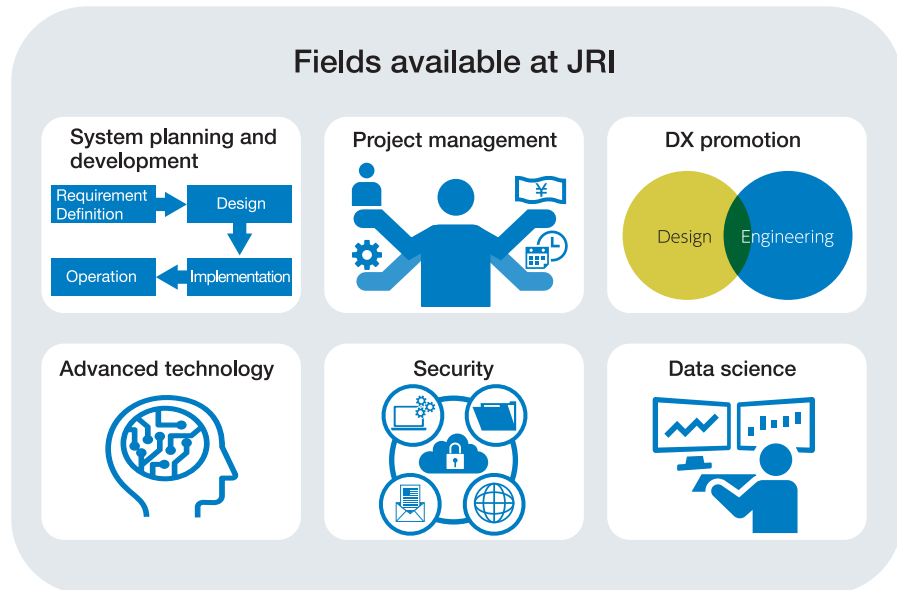 Fields available at JRI
System planning and
development
Requirement
Definition
Design
Operation
Implementation
Project management
¥
DX promotion
Design
Engineering
Advanced technology
Security
Data science